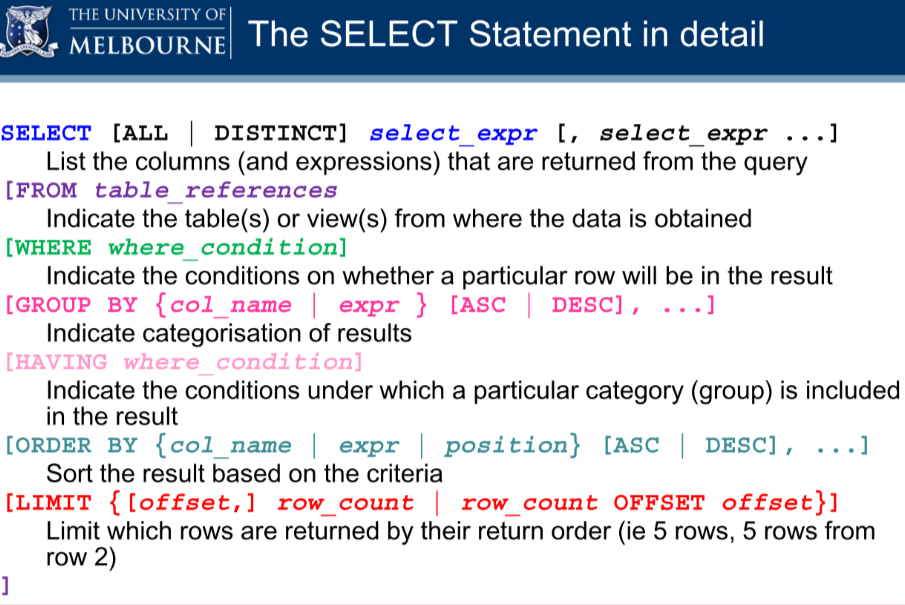 THE UNIVERSITY OF
MELBOURNE
The SELECT Statement in detail
SELECT [ALL | DISTINCT] select_expr [, select_expr ...]
List the columns (and expressions) that are returned from the query
[FROM table_references
Indicate the table(s) or view(s) from where the data is obtained
[WHERE where_condition]
Indicate the conditions on whether a particular row will be in the result
[GROUP BY {col_name | expr } [ASC | DESC], ...]
Indicate categorisation of results
[HAVING where_condition]
Indicate the conditions under which a particular category (group) is included
in the result
[ORDER BY {col_name | expr | position} [ASC | DESC], ...]
Sort the result based on the criteria
[LIMIT {[offset,] row_count | row_count OFFSET offset}]
Limit which rows are returned by their return order (ie 5 rows, 5 rows from
row 2)
]